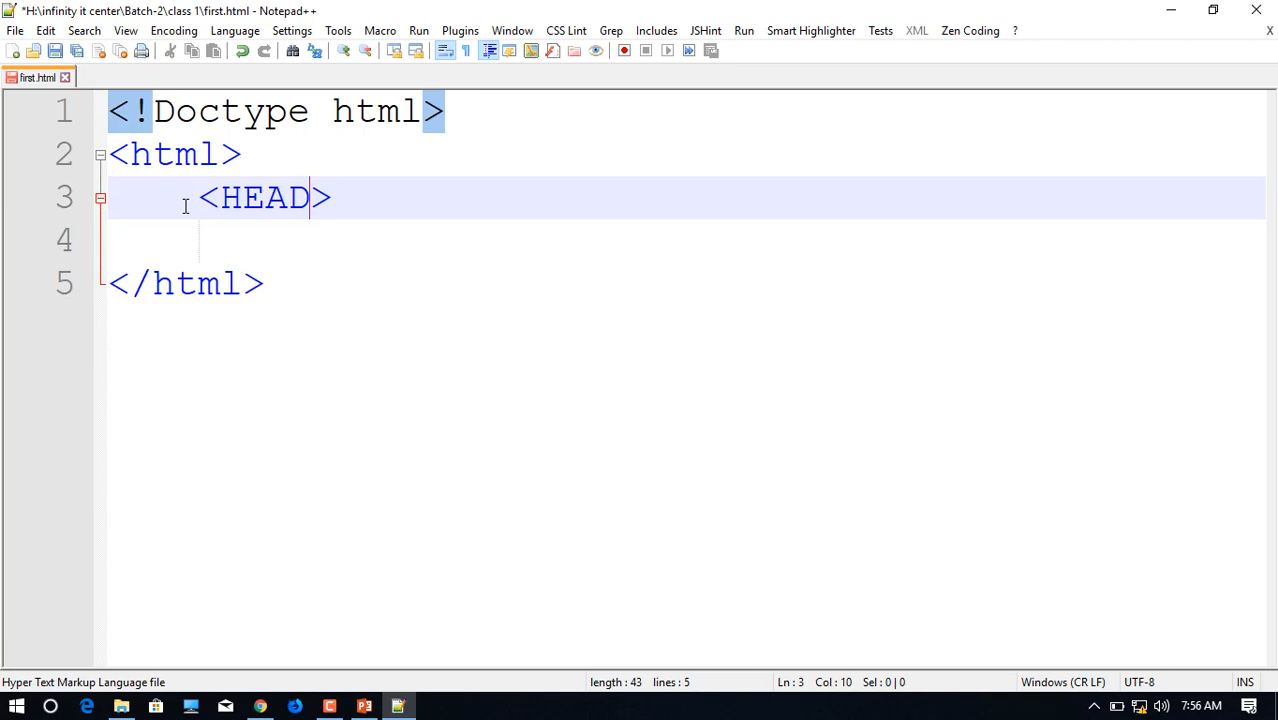 *H:\infinity it center\Batch-2\class 1\first.html - Notepad++
File Edit Search View Encoding Language Settings Tools Macro Run Plugins Window CSS Lint Grep Includes JSHint Run Smart Highlighter Tests XML Zen Coding ? X
first.html
1 <!Doctype html>
2 <html>
3 <HEAD>
4
5 </html>
Hyper Text Markup Language file length : 43 lines : 5 Ln : 3 Col : 10 Sel : 0 | 0 Windows (CR LF) UTF-8 INS
7:56 AM